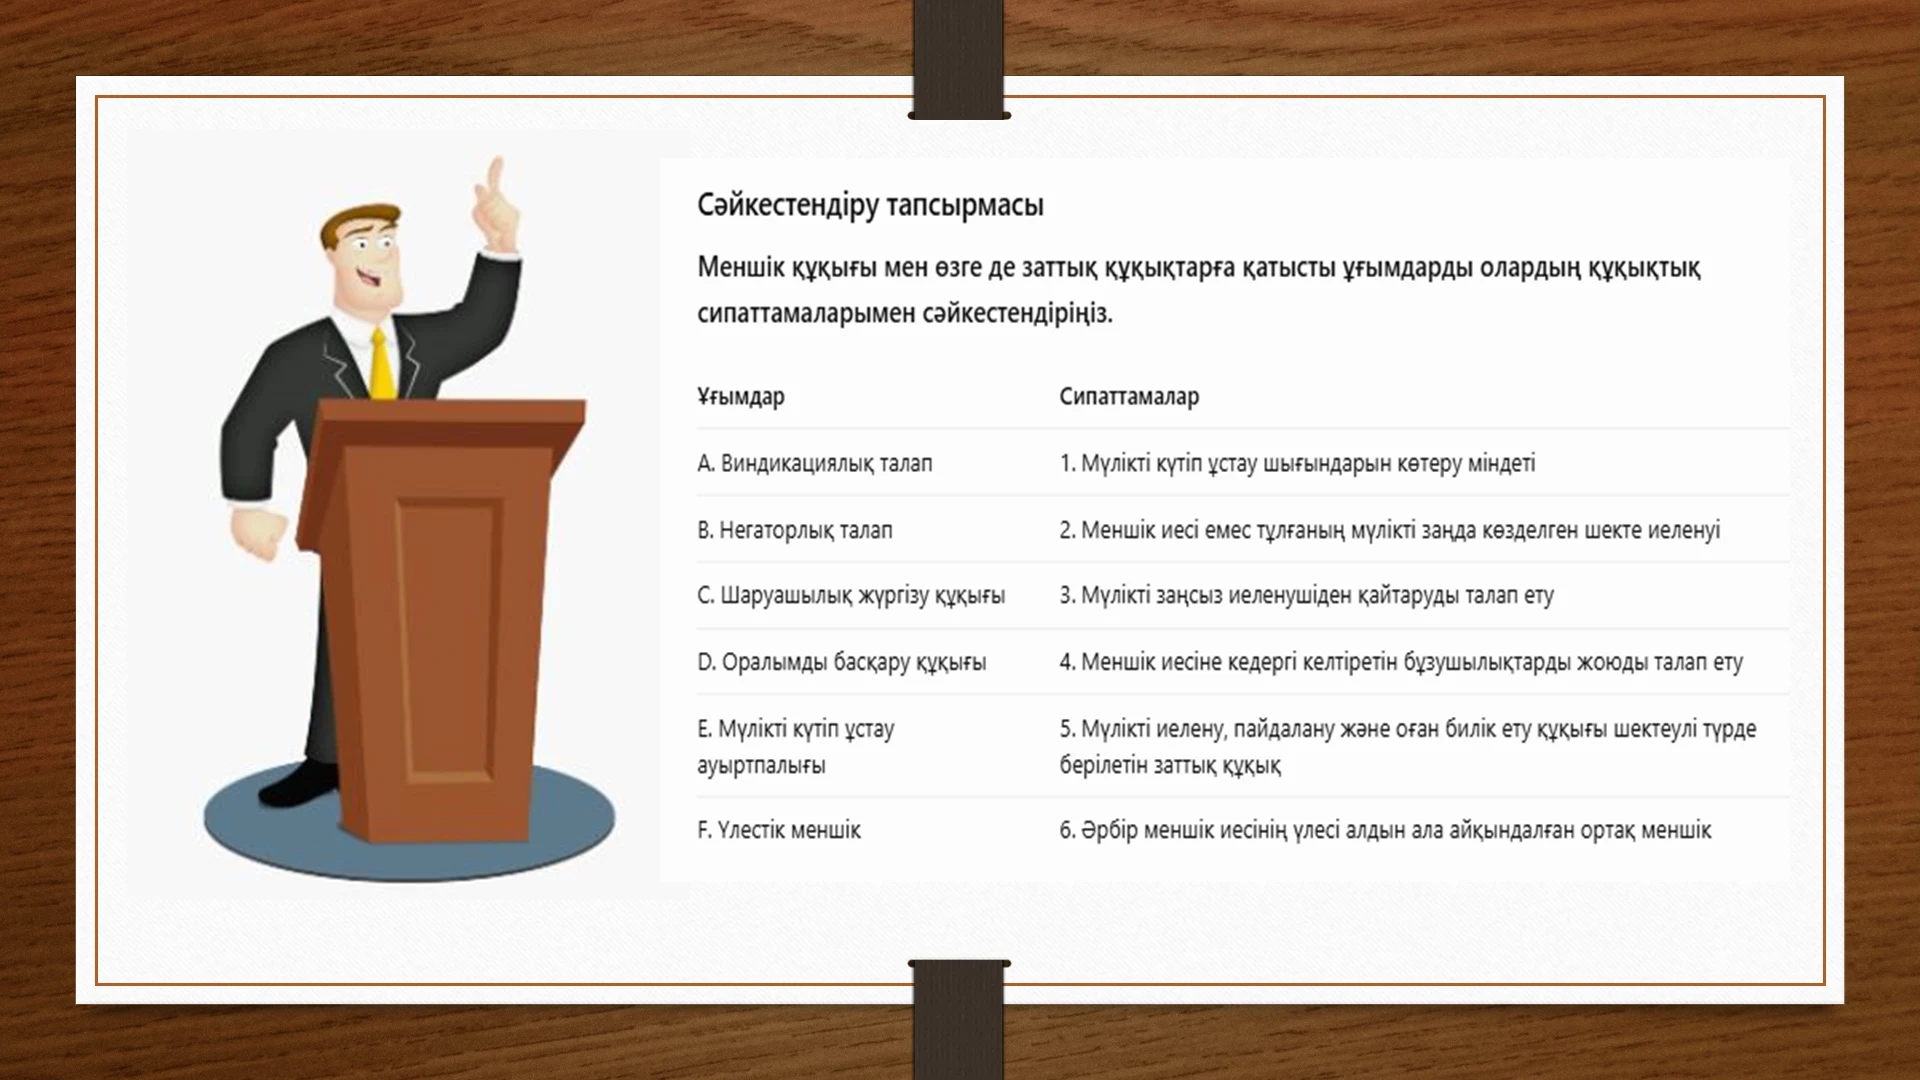 Сәйкестендіру тапсырмасы
Меншік құқығы мен өзге де заттық құқықтарға қатысты ұғымдарды олардың құқықтық
сипаттамаларымен сәйкестендіріңіз.
Ұғымдар Сипаттамалар
A. Виндикациялық талап 1. Мүлікті күтіп ұстау шығындарын көтеру міндеті
B. Негаторлық талап 2. Меншік иесі емес тұлғаның мүлікті заңда көзделген шекте иеленуі
C. Шаруашылық жүргізу құқығы 3. Мүлікті заңсыз иеленушіден қайтаруды талап ету
D. Оралымды басқару құқығы 4. Меншік иесіне кедергі келтіретін бұзушылықтарды жоюды талап ету
E. Мүлікті күтіп ұстау 5. Мүлікті иелену, пайдалану және оған билік ету құқығы шектеулі түрде
ауыртпалығы берілетін заттық құқық
F. Үлестік меншік 6. Әрбір меншік иесінің үлесі алдын ала айқындалған ортақ меншік